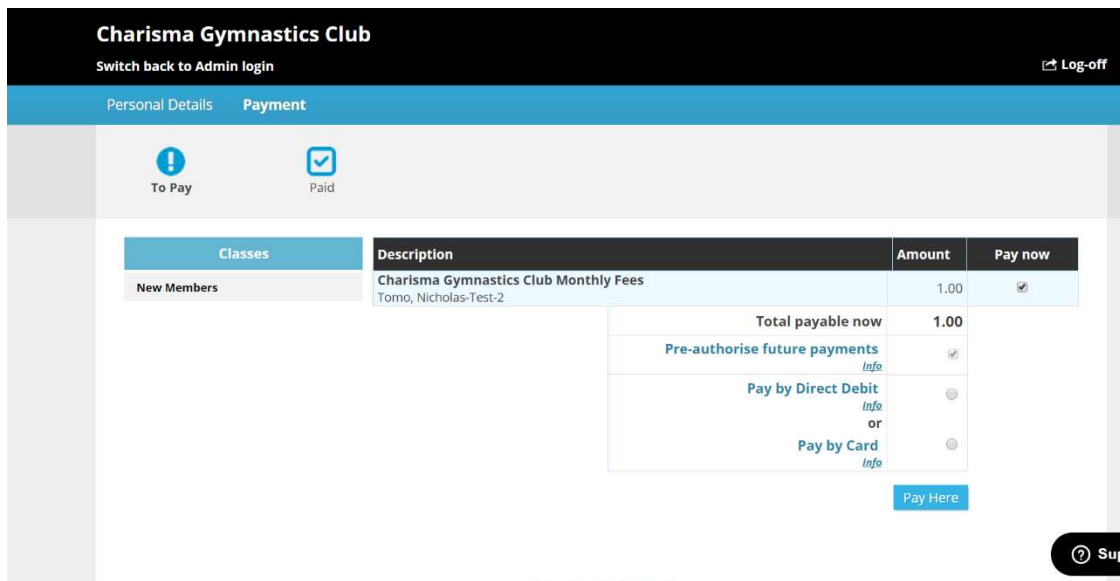 Charisma Gymnastics Club
Switch back to Admin login
Log-off
Personal Details Payment
To Pay Paid
Classes
New Members
Description Amount Pay now
Charisma Gymnastics Club Monthly Fees
Tomo, Nicholas-Test-2
1.00
Total payable now 1.00
Pre-authorise future payments
Info
Pay by Direct Debit
Info
or
Pay by Card
Info
Pay Here